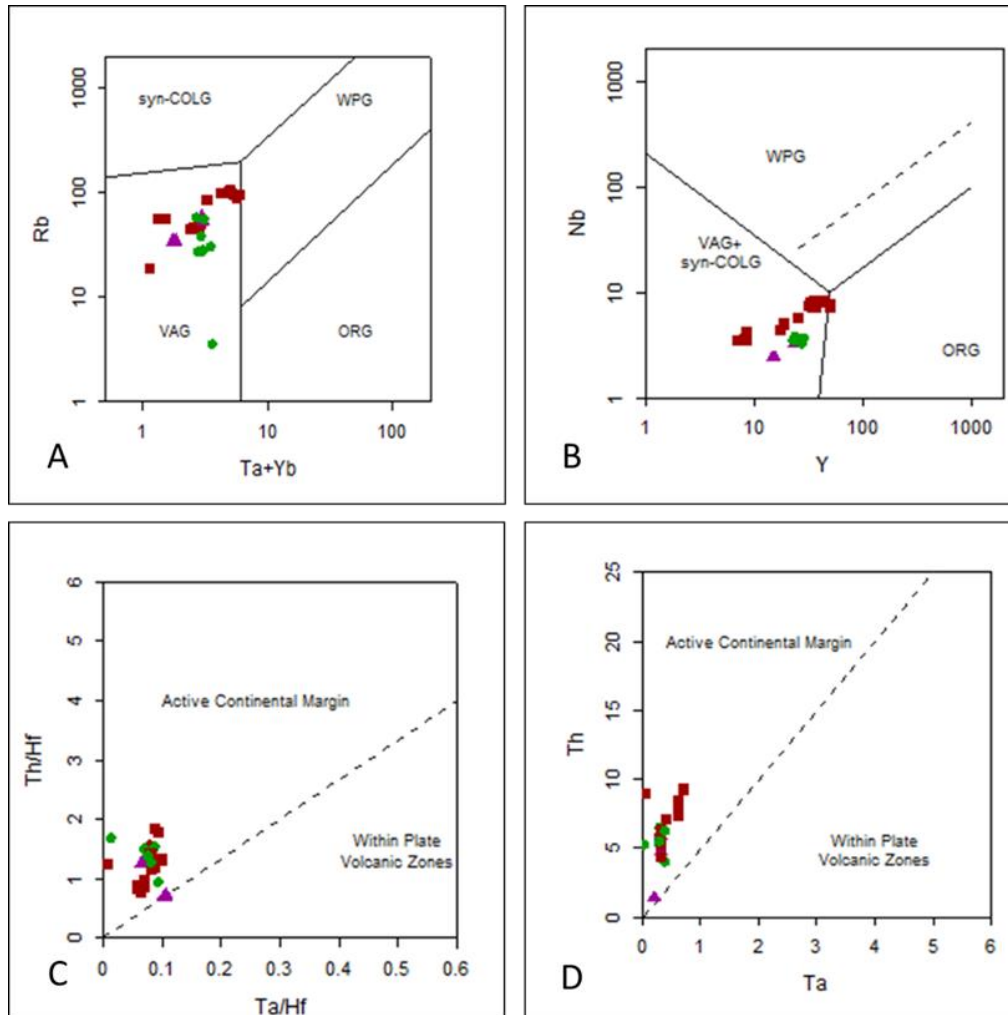 1000
100
10
1
Rb
syn-COLG
WPG
VAG
ORG
1
10
100
Ta+Yb
A
1000
100
10
1
Nb
WPG
VAG+
syn-COLG
ORG
1
10
100
1000
Y
B
6
5
4
3
2
1
0
Th/Hf
Active Continental Margin
Within Plate
Volcanic Zones
0
0.1
0.2
0.3
0.4
0.5
0.6
Ta/Hf
C
25
20
15
10
5
0
Th
Active Continental Margin
Within Plate
Volcanic Zones
0
1
2
3
4
5
6
Ta
D